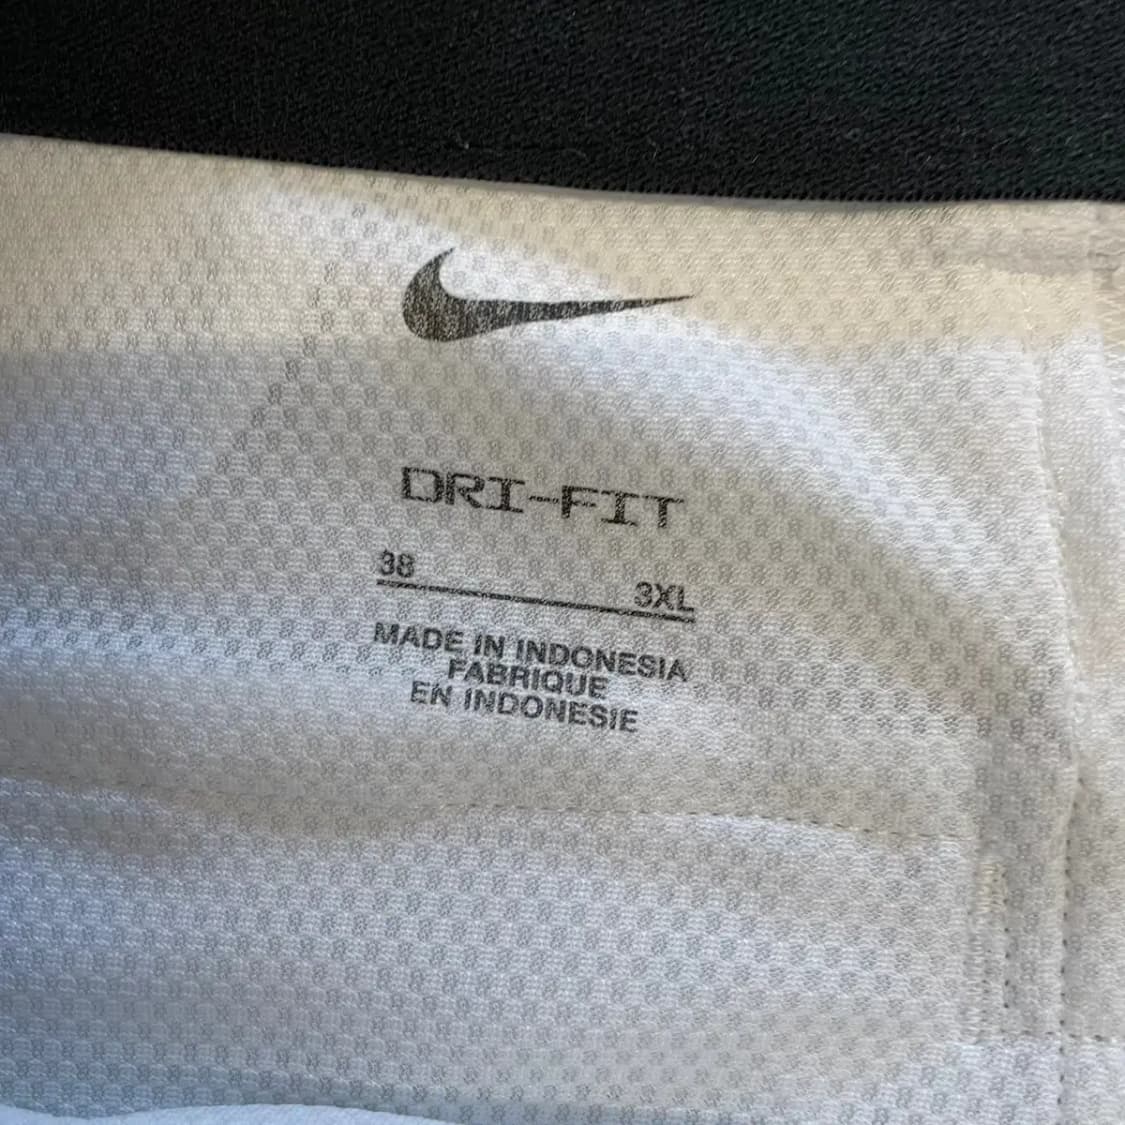 DRI-FIT
38 3XL
MADE IN INDONESIA
FABRIQUE
EN INDONESIE